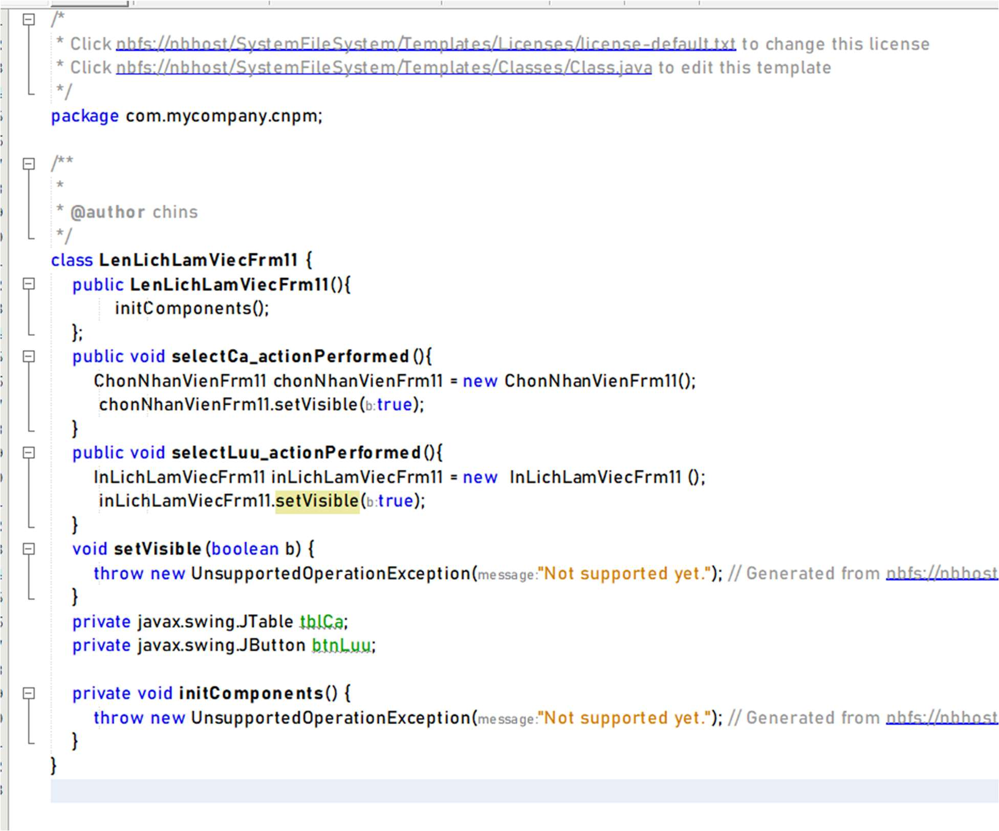 /*
* Click nbfs://nbhost/SystemFileSystem/Templates/Licenses/license-default.txt to change this license
* Click nbfs://nbhost/SystemFileSystem/Templates/Classes/Class.java to edit this template
*/
package com.mycompany.cnpm;
/**
*
* @author chins
*/
class LenLichLamViecFrm11 {
public LenLichLamViecFrm11(){
initComponents();
};
public void selectCa_actionPerformed(){
ChonNhanVienFrm11 chonNhanVienFrm11 = new ChonNhanVienFrm11();
chonNhanVienFrm11.setVisible(b:true);
}
public void selectLuu_actionPerformed(){
InLichLamViecFrm11 inLichLamViecFrm11 = new InLichLamViecFrm11 ();
inLichLamViecFrm11.setVisible(b:true);
}
void setVisible(boolean b) {
throw new UnsupportedOperationException(message:"Not supported yet."); // Generated from nbfs://nbhost
}
private javax.swing.JTable tblCa;
private javax.swing.JButton btnLuu;
private void initComponents() {
throw new UnsupportedOperationException(message:"Not supported yet."); // Generated from nbfs://nbhost
}
}